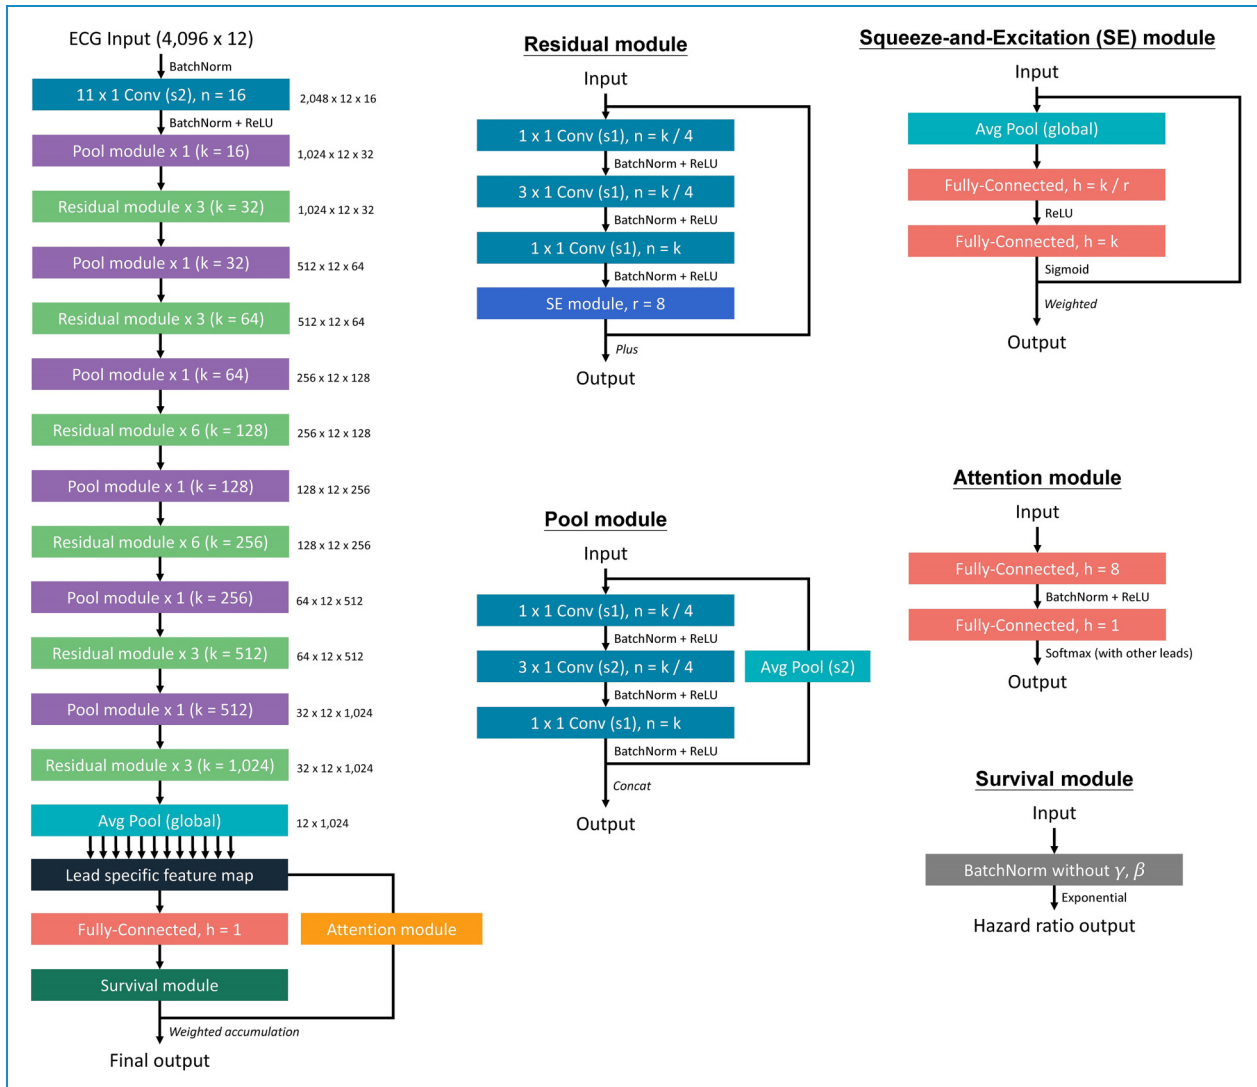 ECG Input (4,096 x 12)
BatchNorm
11 x 1 Conv (s2), n = 16
2,048 x 12 x 16
BatchNorm + ReLU
Pool module x 1 (k = 16)
1,024 x 12 x 32
Residual module x 3 (k = 32)
1,024 x 12 x 32
Pool module x 1 (k = 32)
512 x 12 x 64
Residual module x 3 (k = 64)
512 x 12 x 64
Pool module x 1 (k = 64)
256 x 12 x 128
Residual module x 6 (k = 128)
256 x 12 x 128
Pool module x 1 (k = 128)
128 x 12 x 256
Residual module x 6 (k = 256)
128 x 12 x 256
Pool module x 1 (k = 256)
64 x 12 x 512
Residual module x 3 (k = 512)
64 x 12 x 512
Pool module x 1 (k = 512)
32 x 12 x 1,024
Residual module x 3 (k = 1,024)
32 x 12 x 1,024
Avg Pool (global)
12 x 1,024
Lead specific feature map
Fully-Connected, h = 1
Attention module
Survival module
Weighted accumulation
Final output
Residual module
Input
1 x 1 Conv (s1), n = k / 4
BatchNorm + ReLU
3 x 1 Conv (s1), n = k / 4
BatchNorm + ReLU
1 x 1 Conv (s1), n = k
BatchNorm + ReLU
SE module, r = 8
Plus
Output
Pool module
Input
1 x 1 Conv (s1), n = k / 4
BatchNorm + ReLU
3 x 1 Conv (s2), n = k / 4
Avg Pool (s2)
BatchNorm + ReLU
1 x 1 Conv (s1), n = k
BatchNorm + ReLU
Concat
Output
Squeeze-and-Excitation (SE) module
Input
Avg Pool (global)
Fully-Connected, h = k / r
ReLU
Fully-Connected, h = k
Sigmoid
Weighted
Output
Attention module
Input
Fully-Connected, h = 8
BatchNorm + ReLU
Fully-Connected, h = 1
Softmax (with other leads)
Output
Survival module
Input
BatchNorm without γ, β
Exponential
Hazard ratio output